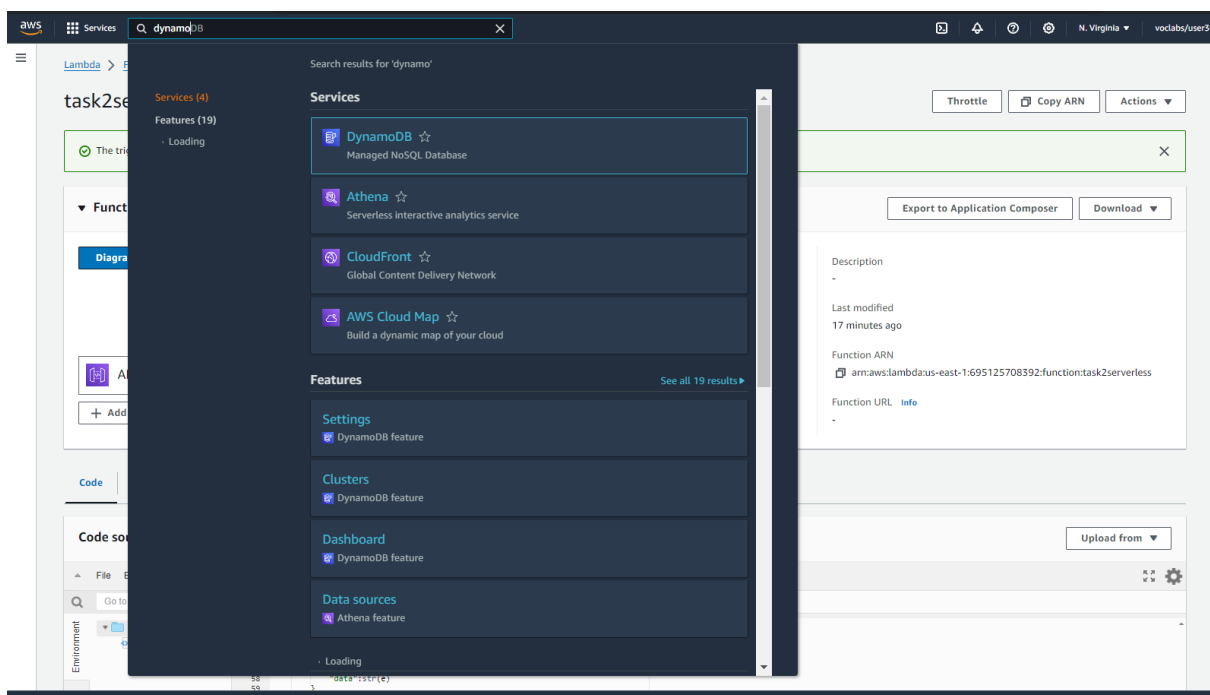 aws
Services
dynamoDB
N. Virginia
voclabs/user3
Search results for 'dynamo'
Lambda
Services (4)
Features (19)
Loading
Services
DynamoDB
Managed NoSQL Database
Athena
Serverless interactive analytics service
CloudFront
Global Content Delivery Network
AWS Cloud Map
Build a dynamic map of your cloud
Features
See all 19 results
Settings
DynamoDB feature
Clusters
DynamoDB feature
Dashboard
DynamoDB feature
Data sources
Athena feature
Loading
task2se
Throttle
Copy ARN
Actions
The tri
Funct
Export to Application Composer
Download
Diagra
Description
-
Last modified
17 minutes ago
Function ARN
arn:aws:lambda:us-east-1:695125708392:function:task2serverless
Function URL Info
-
+ Add
Code
Code sou
Upload from
File
Go to
Environment
58 "data":str(e)
59 }